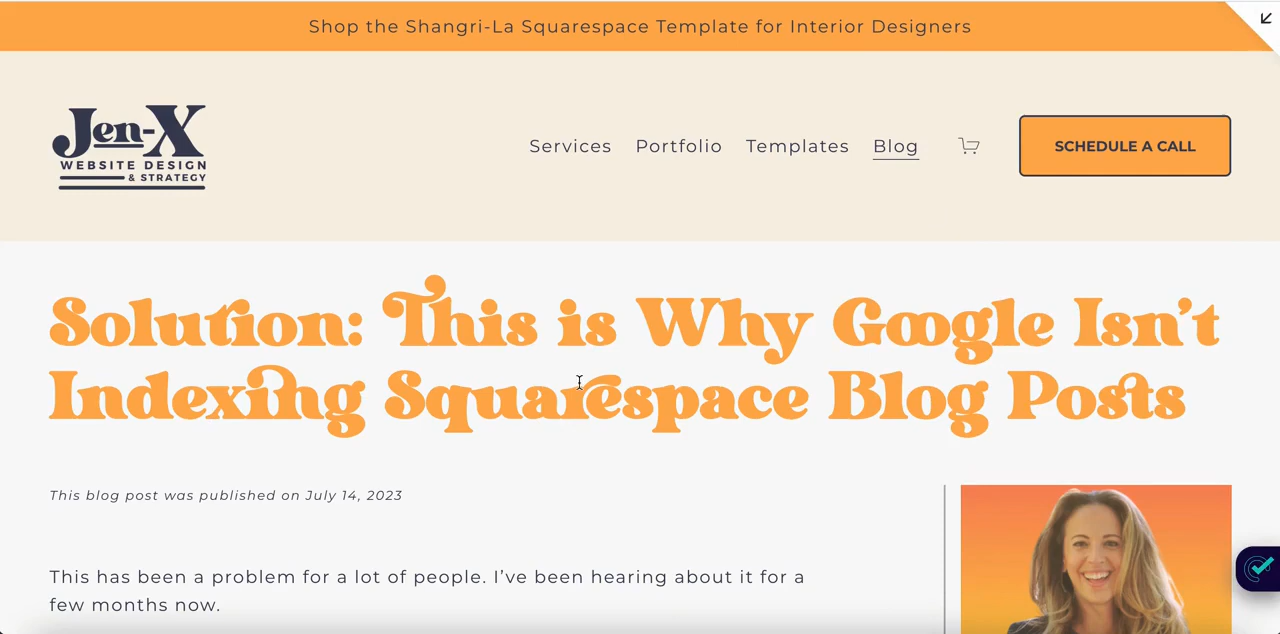 Shop the Shangri-La Squarespace Template for Interior Designers
Jen-X
WEBSITE DESIGN
& STRATEGY
Services Portfolio Templates Blog
SCHEDULE A CALL
Solution: This is Why Google Isn’t
Indexing Squarespace Blog Posts
This blog post was published on July 14, 2023
This has been a problem for a lot of people. I’ve been hearing about it for a
few months now.